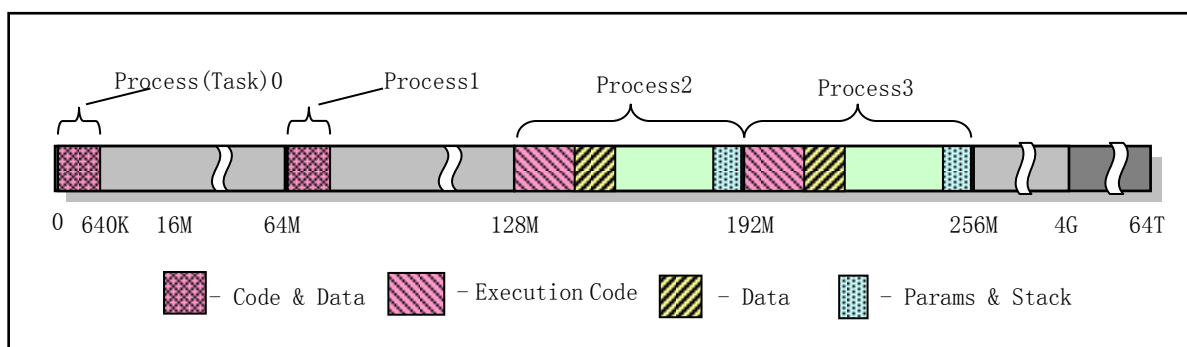 Process(Task)0
Process1
Process2
Process3
0 640K 16M 64M 128M 192M 256M 4G 64T
- Code & Data
- Execution Code
- Data
- Params & Stack